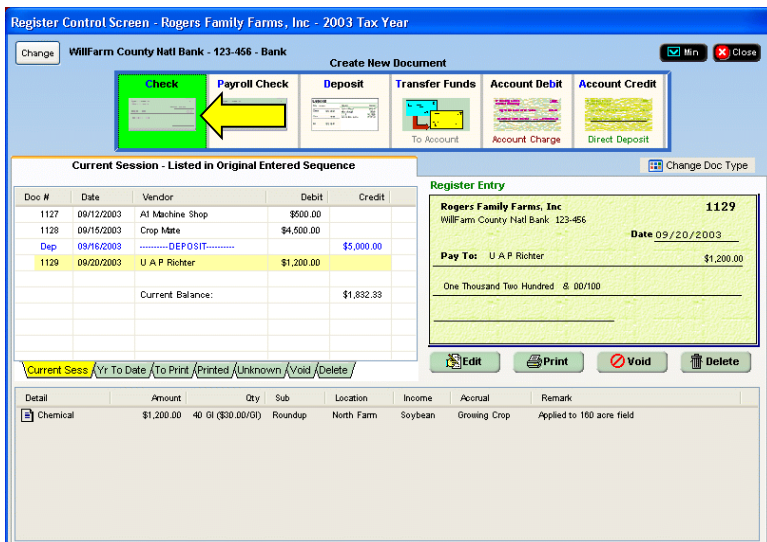 Register Control Screen - Rogers Family Farms, Inc - 2003 Tax Year
Change WillFarm County Natl Bank - 123-456 - Bank
Min Close
Create New Document
Check Payroll Check Deposit Transfer Funds Account Debit Account Credit
To Account Account Charge Direct Deposit
Current Session - Listed in Original Entered Sequence
Change Doc Type
Doc # Date Vendor Debit Credit
1127 09/12/2003 A1 Machine Shop $500.00
1128 09/15/2003 Crop Mate $4,500.00
Dep 09/16/2003 ----------DEPOSIT---------- $5,000.00
1129 09/20/2003 U A P Richter $1,200.00
Current Balance: $1,832.33
Current Sess Yr To Date To Print Printed Unknown Void Delete
Register Entry
Rogers Family Farms, Inc 1129
WillFarm County Natl Bank 123-456
Date 09/20/2003
Pay To: U A P Richter $1,200.00
One Thousand Two Hundred & 00/100
Edit Print Void Delete
Detail Amount Qty Sub Location Income Accrual Remark
Chemical $1,200.00 40 Gl ($30.00/Gl) Roundup North Farm Soybean Growing Crop Applied to 160 acre field